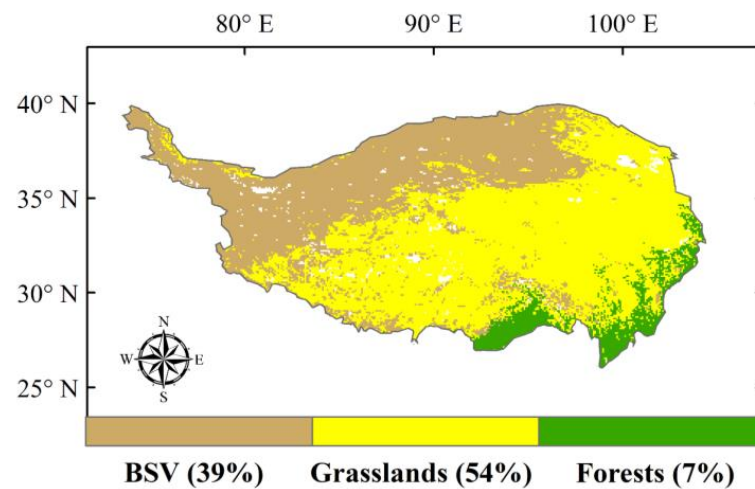 80° E 90° E 100° E
40° N
35° N
30° N
25° N
N
W E
S
BSV (39%) Grasslands (54%) Forests (7%)